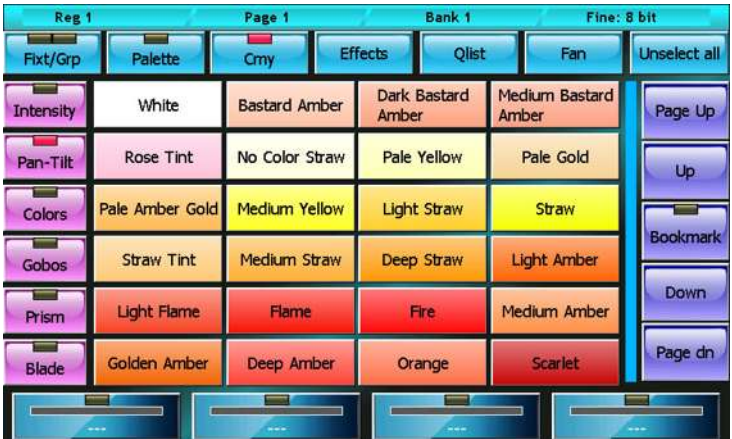 Reg 1 Page 1 Bank 1 Fine: 8 bit
Fixt/Grp Palette Cmy Effects Qlist Fan Unselect all
Intensity White Bastard Amber Dark Bastard Amber Medium Bastard Amber Page Up
Pan-Tilt Rose Tint No Color Straw Pale Yellow Pale Gold Up
Colors Pale Amber Gold Medium Yellow Light Straw Straw Bookmark
Gobos Straw Tint Medium Straw Deep Straw Light Amber
Prism Light Flame Flame Fire Medium Amber Down
Blade Golden Amber Deep Amber Orange Scarlet Page dn
--- --- --- ---